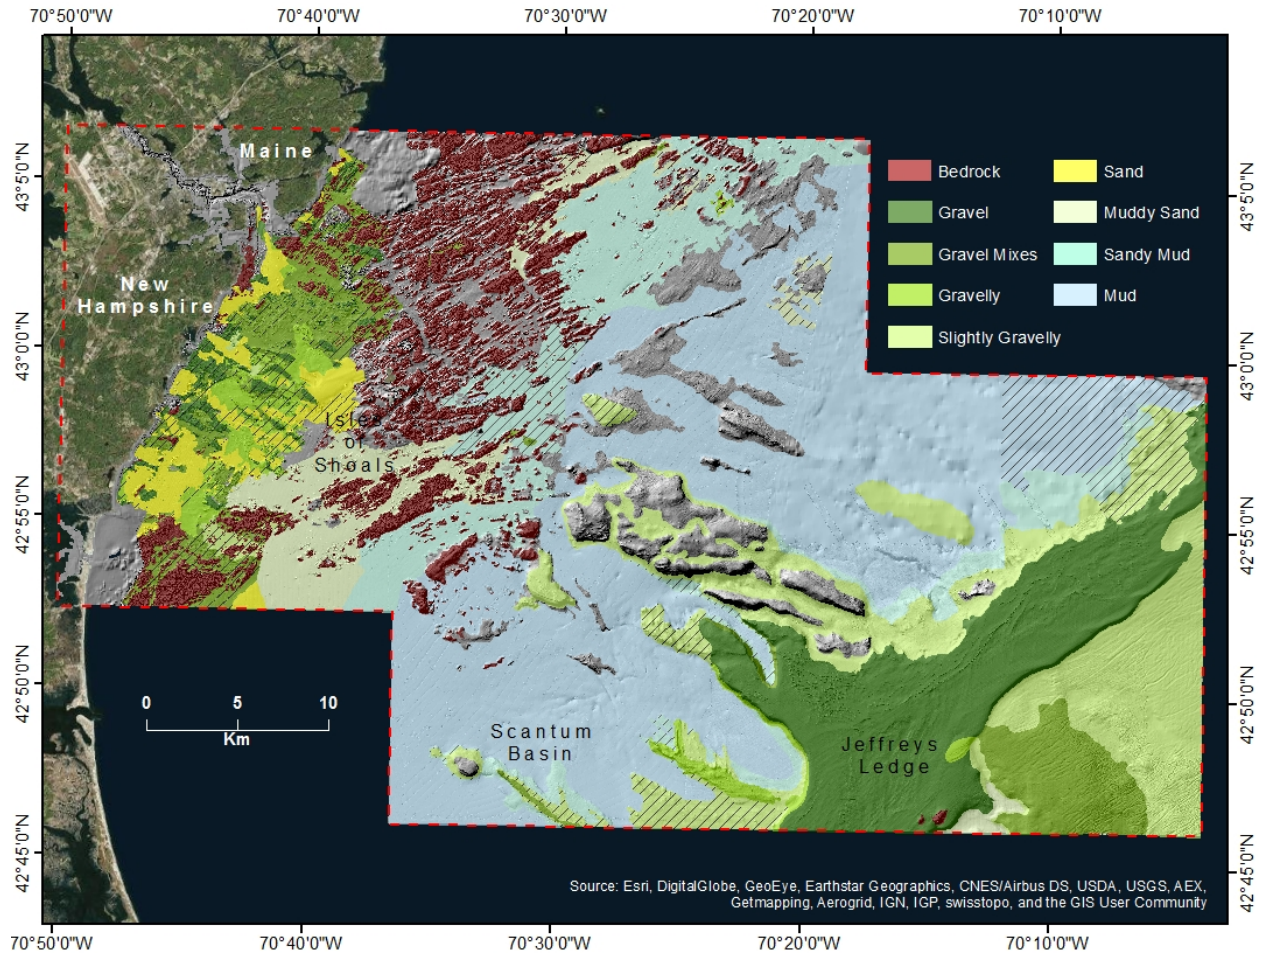 70°50'0"W 70°40'0"W 70°30'0"W 70°20'0"W 70°10'0"W
43°5'0"N
43°0'0"N
42°55'0"N
42°50'0"N
42°45'0"N
Maine
New
Hampshire
Isles
of
Shoals
Bedrock
Sand
Gravel
Muddy Sand
Gravel Mixes
Sandy Mud
Gravelly
Mud
Slightly Gravelly
43°5'0"N
43°0'0"N
42°55'0"N
42°50'0"N
42°45'0"N
0 5 10
Km
Scantum
Basin
Jeffreys
Ledge
Source: Esri, DigitalGlobe, GeoEye, Earthstar Geographics, CNES/Airbus DS, USDA, USGS, AEX,
Getmapping, Aerogrid, IGN, IGP, swisstopo, and the GIS User Community
70°50'0"W 70°40'0"W 70°30'0"W 70°20'0"W 70°10'0"W